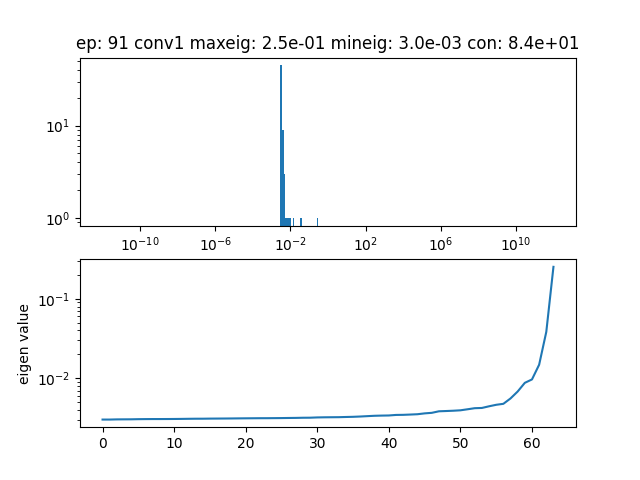 ep: 91 conv1 maxeig: 2.5e-01 mineig: 3.0e-03 con: 8.4e+01
10¹
10⁰
10⁻¹⁰ 10⁻⁶ 10⁻² 10² 10⁶ 10¹⁰
10⁻¹
10⁻²
eigen value
0 10 20 30 40 50 60